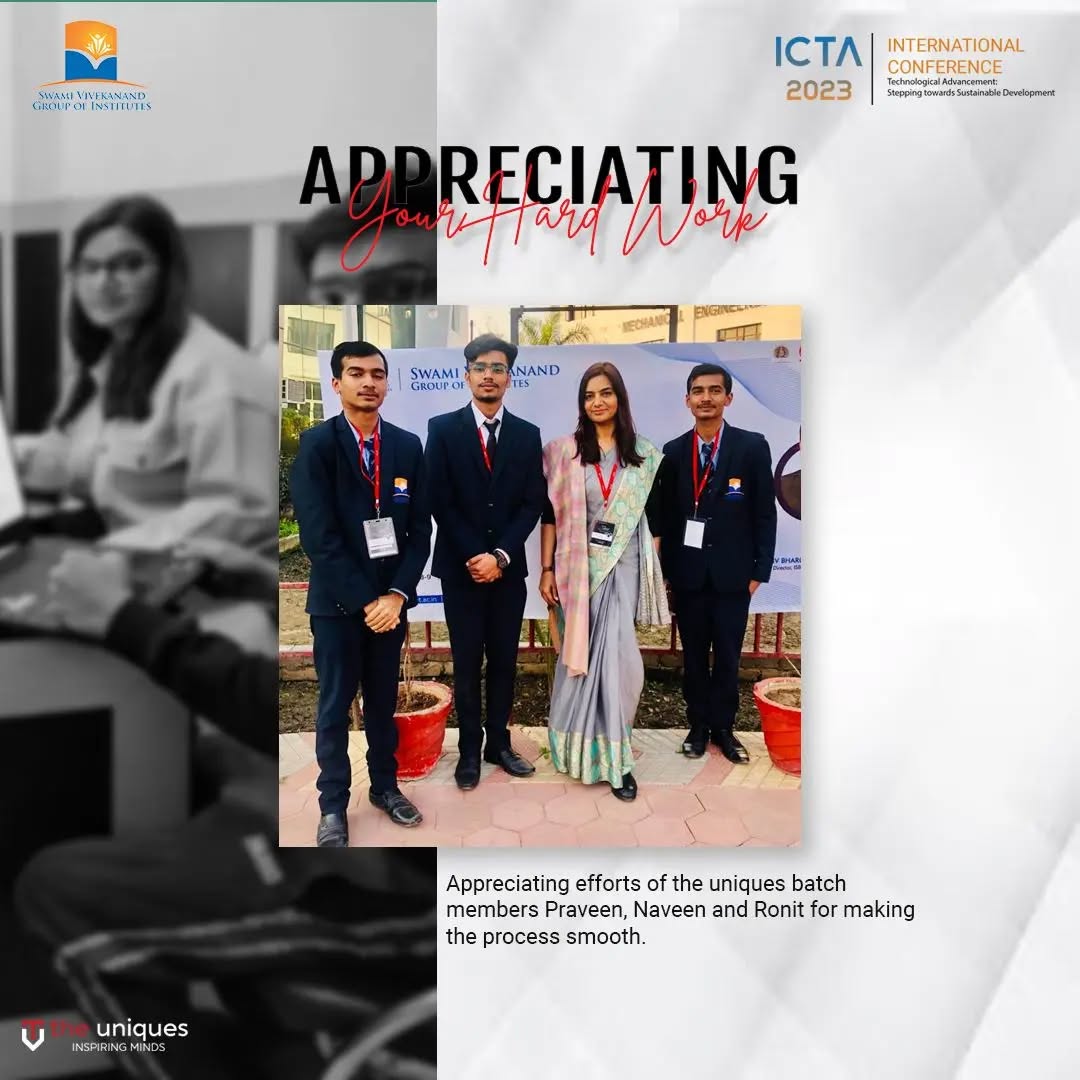 SWAMI VIVEKANAND
GROUP OF INSTITUTES
ICTA
2023
INTERNATIONAL
CONFERENCE
Technological Advancement:
Stepping towards Sustainable Development
APPRECIATING
Your Hard Work
MECHANICAL ENGINEER
SWAMI
GROUP OF
Appreciating efforts of the uniques batch
members Praveen, Naveen and Ronit for making
the process smooth.
the uniques
INSPIRING MINDS